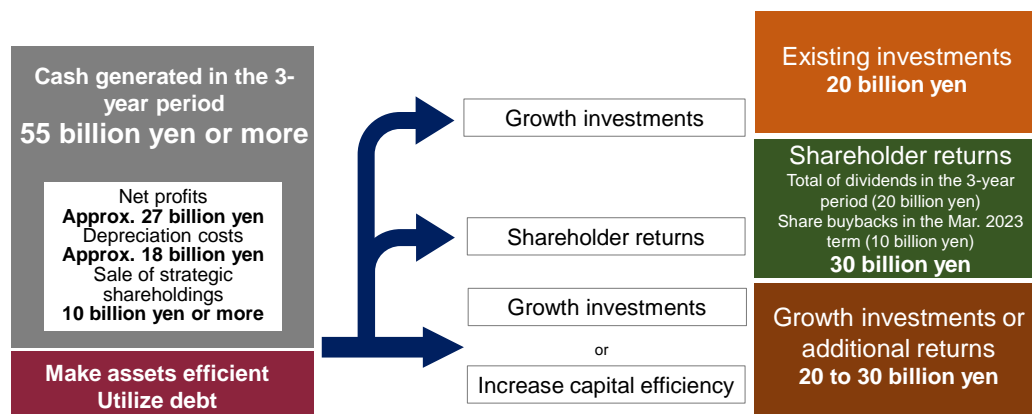 Cash generated in the 3-
year period
55 billion yen or more
Net profits
Approx. 27 billion yen
Depreciation costs
Approx. 18 billion yen
Sale of strategic
shareholdings
10 billion yen or more
Make assets efficient
Utilize debt
Growth investments
Shareholder returns
Growth investments
or
Increase capital efficiency
Existing investments
20 billion yen
Shareholder returns
Total of dividends in the 3-year
period (20 billion yen)
Share buybacks in the Mar. 2023
term (10 billion yen)
30 billion yen
Growth investments or
additional returns
20 to 30 billion yen